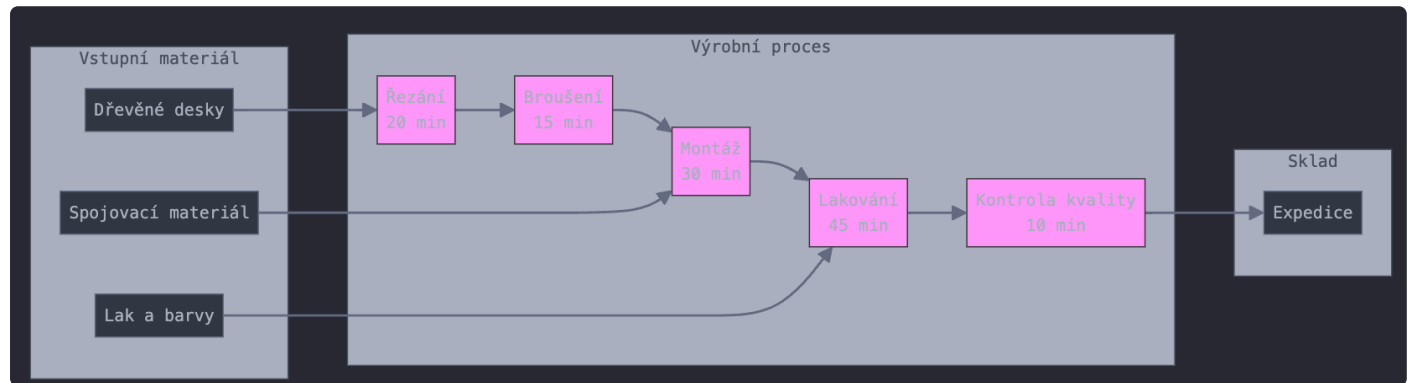 Vstupní materiál
Dřevěné desky
Spojovací materiál
Lak a barvy
Výrobní proces
Řezání
20 min
Broušení
15 min
Montáž
30 min
Lakování
45 min
Kontrola kvality
10 min
Sklad
Expedice